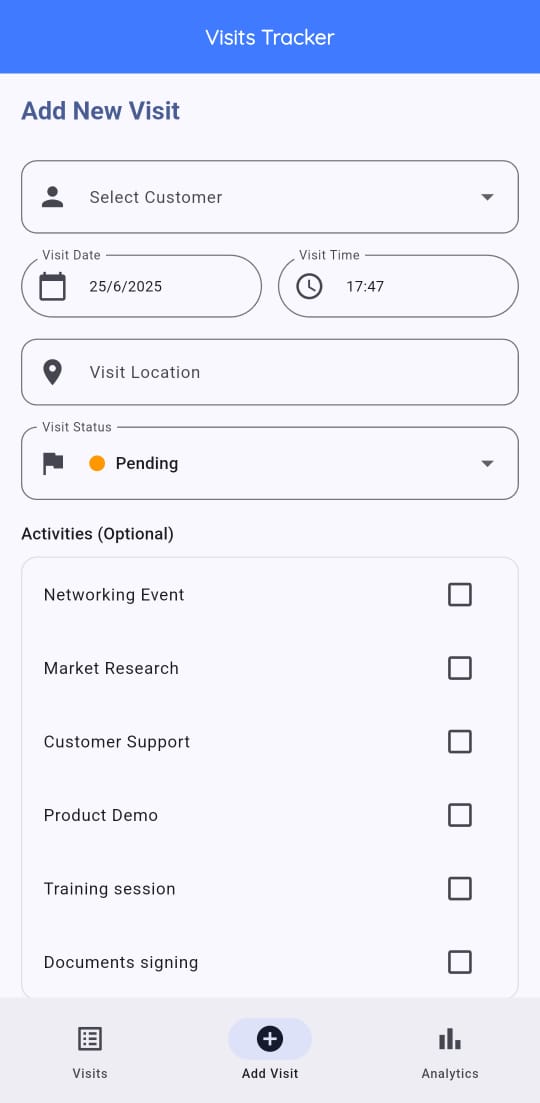 Visits Tracker
Add New Visit
Select Customer
Visit Date
Visit Time
25/6/2025
17:47
Visit Location
Visit Status
Pending
Activities (Optional)
Networking Event
Market Research
Customer Support
Product Demo
Training session
Documents signing
Visits
Add Visit
Analytics